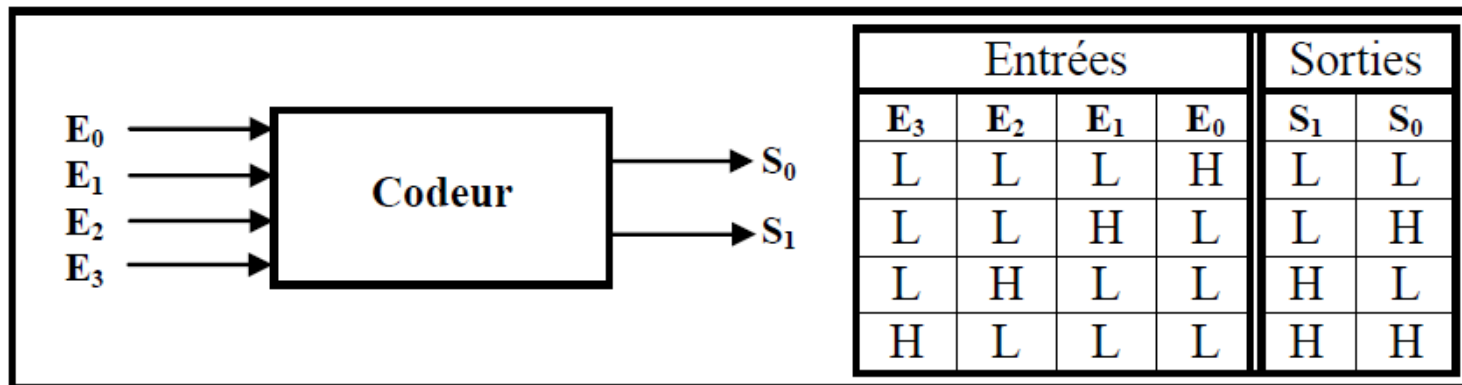 E0
E1
E2
E3
Codeur
S0
S1
Entrées Sorties
E3 E2 E1 E0 S1 S0
L L L H L L
L L H L L H
L H L L H L
H L L L H H